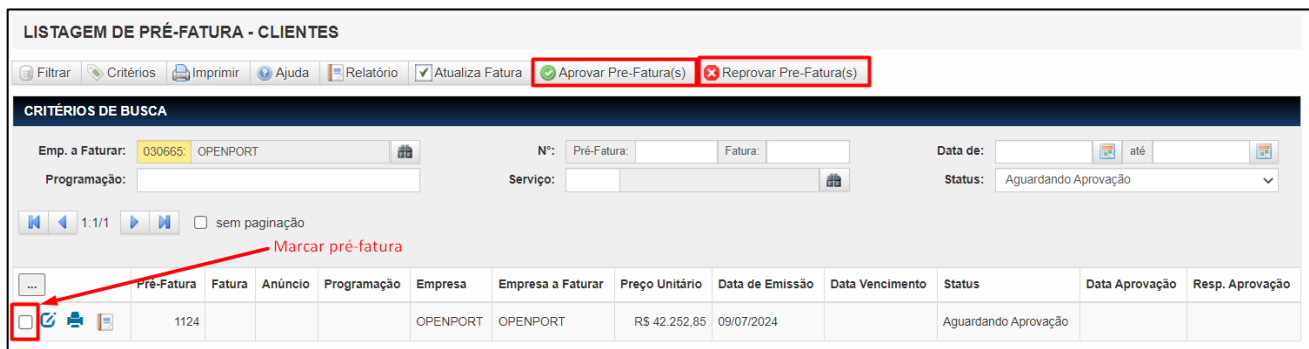 LISTAGEM DE PRÉ-FATURA - CLIENTES
Filtrar Critérios Imprimir Ajuda Relatório Atualiza Fatura Aprovar Pre-Fatura(s) Reprovar Pre-Fatura(s)
CRITÉRIOS DE BUSCA
Emp. a Faturar: 030665: OPENPORT N°: Pré-Fatura: Fatura: Data de: até
Programação: Serviço: Status: Aguardando Aprovação
1:1/1 sem paginação
Marcar pré-fatura
... Pré-Fatura Fatura Anúncio Programação Empresa Empresa a Faturar Preço Unitário Data de Emissão Data Vencimento Status Data Aprovação Resp. Aprovação
1124 OPENPORT OPENPORT R$ 42.252,85 09/07/2024 Aguardando Aprovação